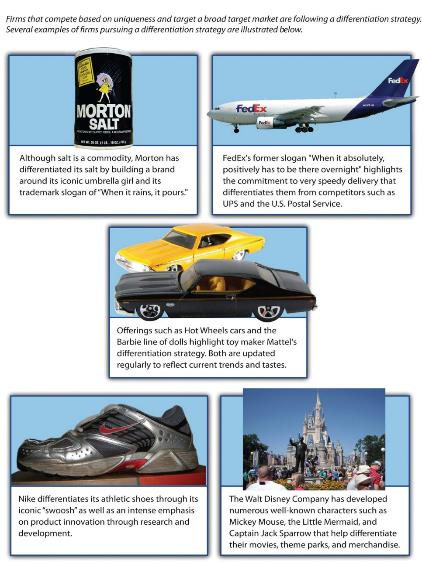 Firms that compete based on uniqueness and target a broad target market are following a differentiation strategy.
Several examples of firms pursuing a differentiation strategy are illustrated below.
MORTON
SALT
Although salt is a commodity, Morton has
differentiated its salt by building a brand
around its iconic umbrella girl and its
trademark slogan of "When it rains, it pours."
FedEx
FedEx
FedEx
FedEx's former slogan "When it absolutely,
positively has to be there overnight" highlights
the commitment to very speedy delivery that
differentiates them from competitors such as
UPS and the U.S. Postal Service.
Offerings such as Hot Wheels cars and the
Barbie line of dolls highlight toy maker Mattel's
differentiation strategy. Both are updated
regularly to reflect current trends and tastes.
Nike differentiates its athletic shoes through its
iconic "swoosh" as well as an intense emphasis
on product innovation through research and
development.
The Walt Disney Company has developed
numerous well-known characters such as
Mickey Mouse, the Little Mermaid, and
Captain Jack Sparrow that help differentiate
their movies, theme parks, and merchandise.